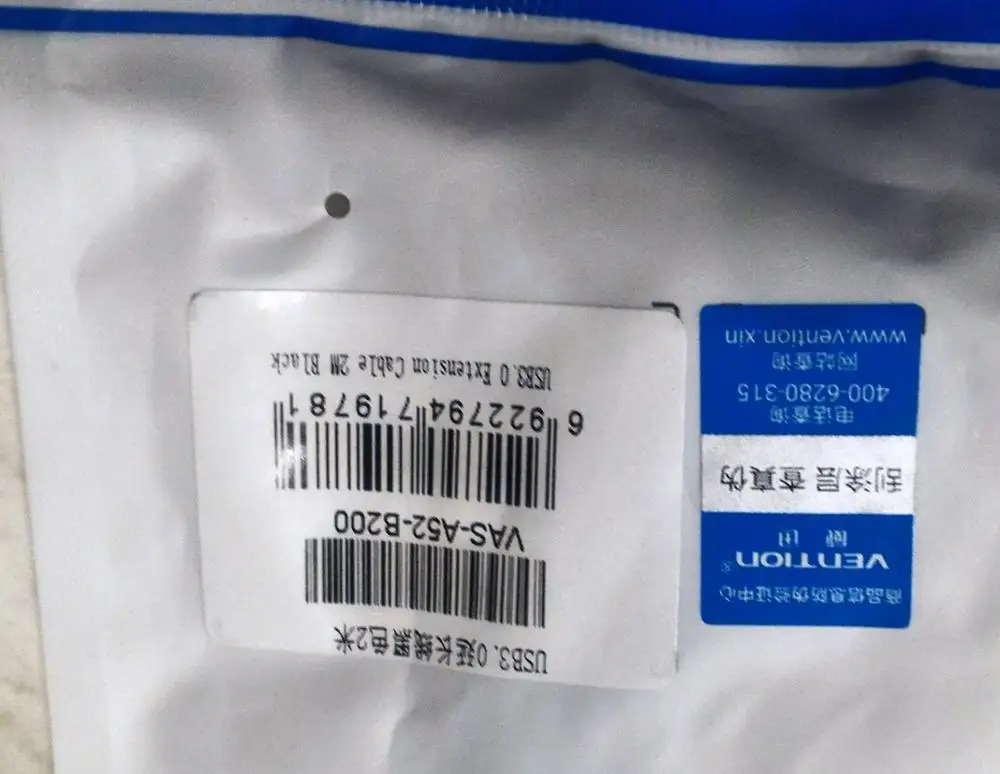 USB3.0延长线黑色2米
VAS-A52-B200
6 922794 719781
USB3.0 Extension Cable 2M Black
商品信息防伪验证中心
VENTION®
威迅
刮涂层 查真伪
电话查询
400-6280-315
网站查询
www.vention.xin